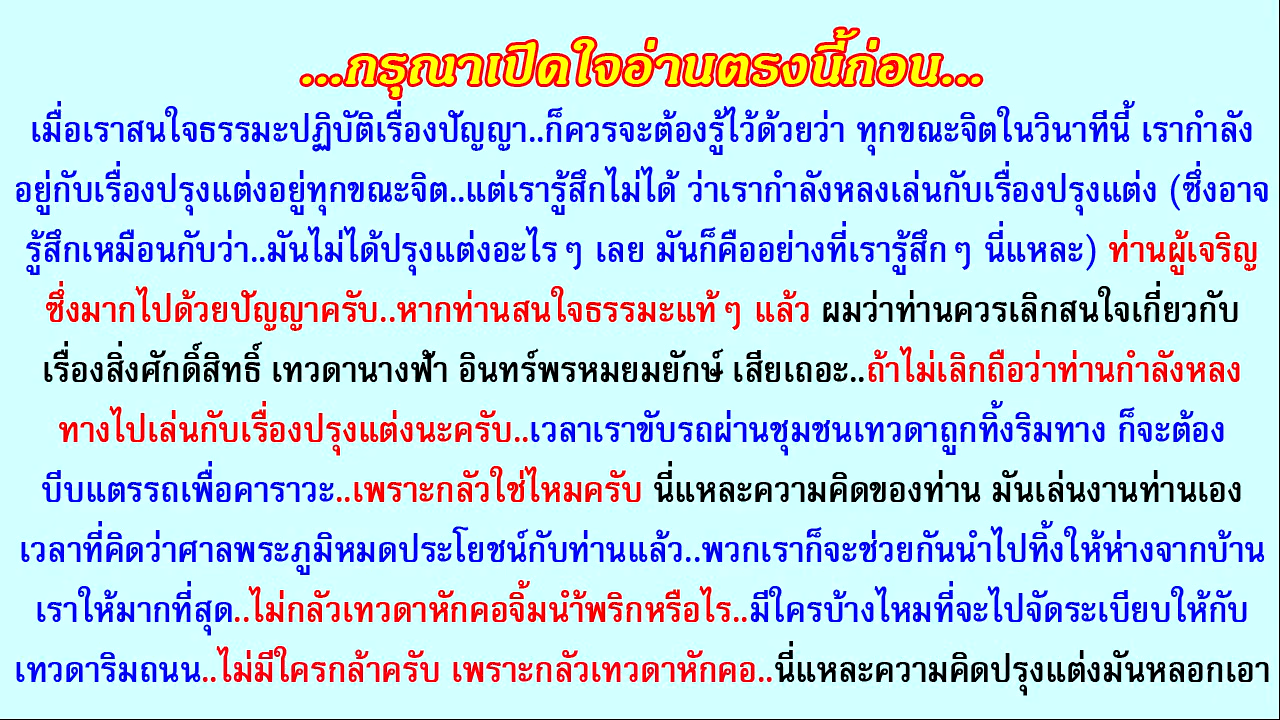 ...กรุณาเปิดใจอ่านตรงนี้ก่อน...
เมื่อเราสนใจธรรมะปฏิบัติเรื่องปัญญา..ก็ควรจะต้องรู้ไว้ด้วยว่า ทุกขณะจิตในวินาทีนี้ เรากำลัง
อยู่กับเรื่องปรุงแต่งอยู่ทุกขณะจิต..แต่เรารู้สึกไม่ได้ ว่าเรากำลังหลงเล่นกับเรื่องปรุงแต่ง (ซึ่งอาจ
รู้สึกเหมือนกับว่า..มันไม่ได้ปรุงแต่งอะไรๆ เลย มันก็คืออย่างที่เรารู้สึกๆ นี่แหละ) ท่านผู้เจริญ
ซึ่งมากไปด้วยปัญญาครับ..หากท่านสนใจธรรมะแท้ๆ แล้ว ผมว่าท่านควรเลิกสนใจเกี่ยวกับ
เรื่องสิ่งศักดิ์สิทธิ์ เทวดานางฟ้า อินทร์พรหมยมยักษ์ เสียเถอะ..ถ้าไม่เลิกถือว่าท่านกำลังหลง
ทางไปเล่นกับเรื่องปรุงแต่งนะครับ..เวลาเราขับรถผ่านชุมชนเทวดาถูกทิ้งริมทาง ก็จะต้อง
บีบแตรรถเพื่อคาราวะ..เพราะกลัวใช่ไหมครับ นี่แหละความคิดของท่าน มันเล่นงานท่านเอง
เวลาที่คิดว่าศาลพระภูมิหมดประโยชน์กับท่านแล้ว..พวกเราก็จะช่วยกันนำไปทิ้งให้ห่างจากบ้าน
เราให้มากที่สุด..ไม่กลัวเทวดาหักคอจิ้มน้ำพริกหรือไร..มีใครบ้างไหมที่จะไปจัดระเบียบให้กับ
เทวดาริมถนน..ไม่มีใครกล้าครับ เพราะกลัวเทวดาหักคอ..นี่แหละความคิดปรุงแต่งมันหลอกเอา